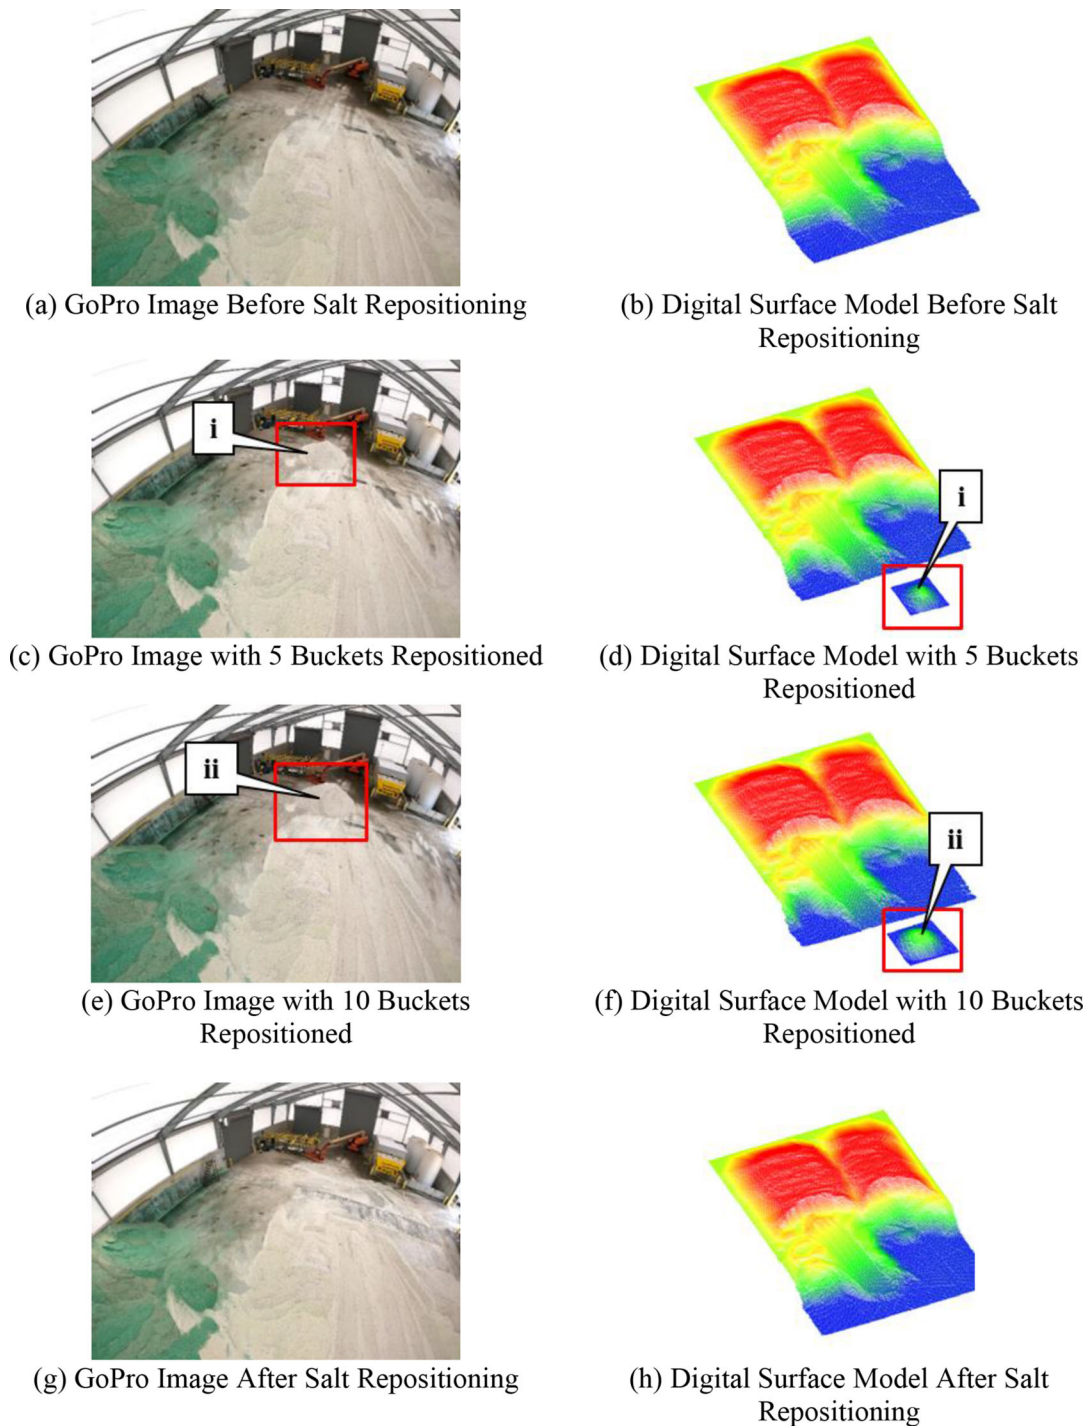 (a) GoPro Image Before Salt Repositioning
(b) Digital Surface Model Before Salt
Repositioning
i
i
(c) GoPro Image with 5 Buckets Repositioned
(d) Digital Surface Model with 5 Buckets
Repositioned
ii
ii
(e) GoPro Image with 10 Buckets
Repositioned
(f) Digital Surface Model with 10 Buckets
Repositioned
(g) GoPro Image After Salt Repositioning
(h) Digital Surface Model After Salt
Repositioning